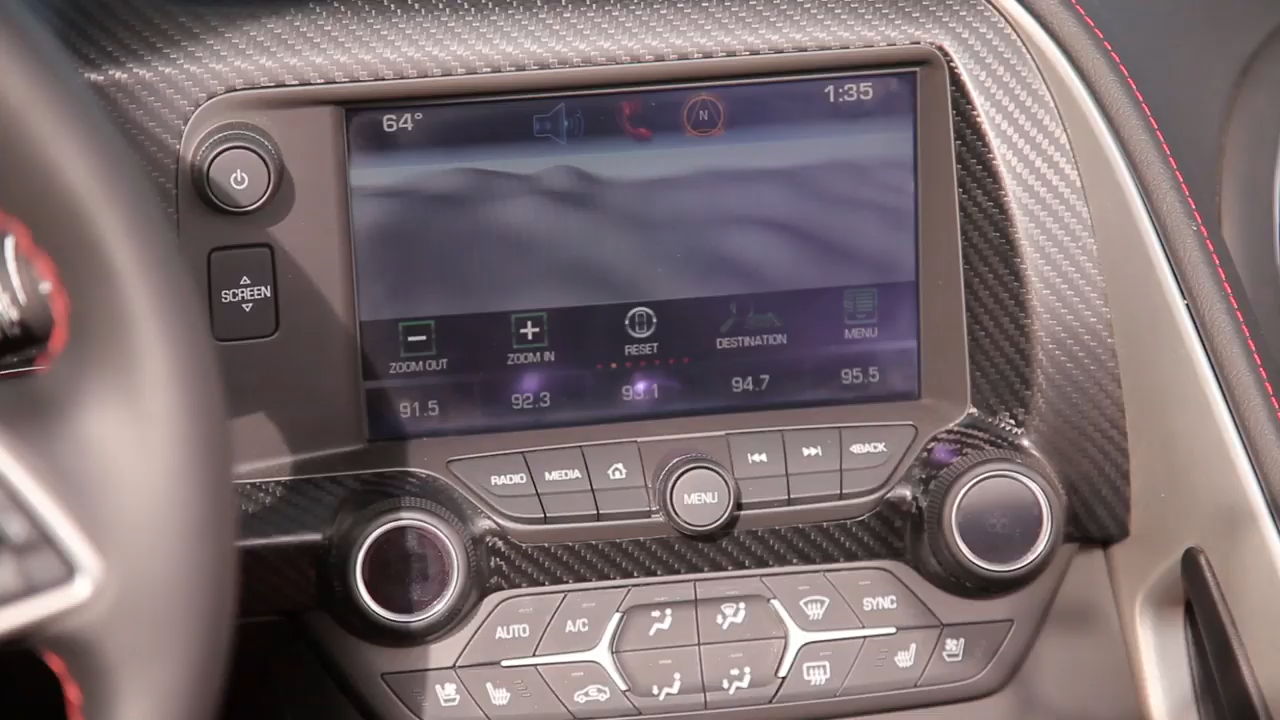 64° N 1:35
SCREEN
ZOOM OUT ZOOM IN RESET DESTINATION MENU
91.5 92.3 93.1 94.7 95.5
RADIO MEDIA MENU BACK
AUTO A/C SYNC